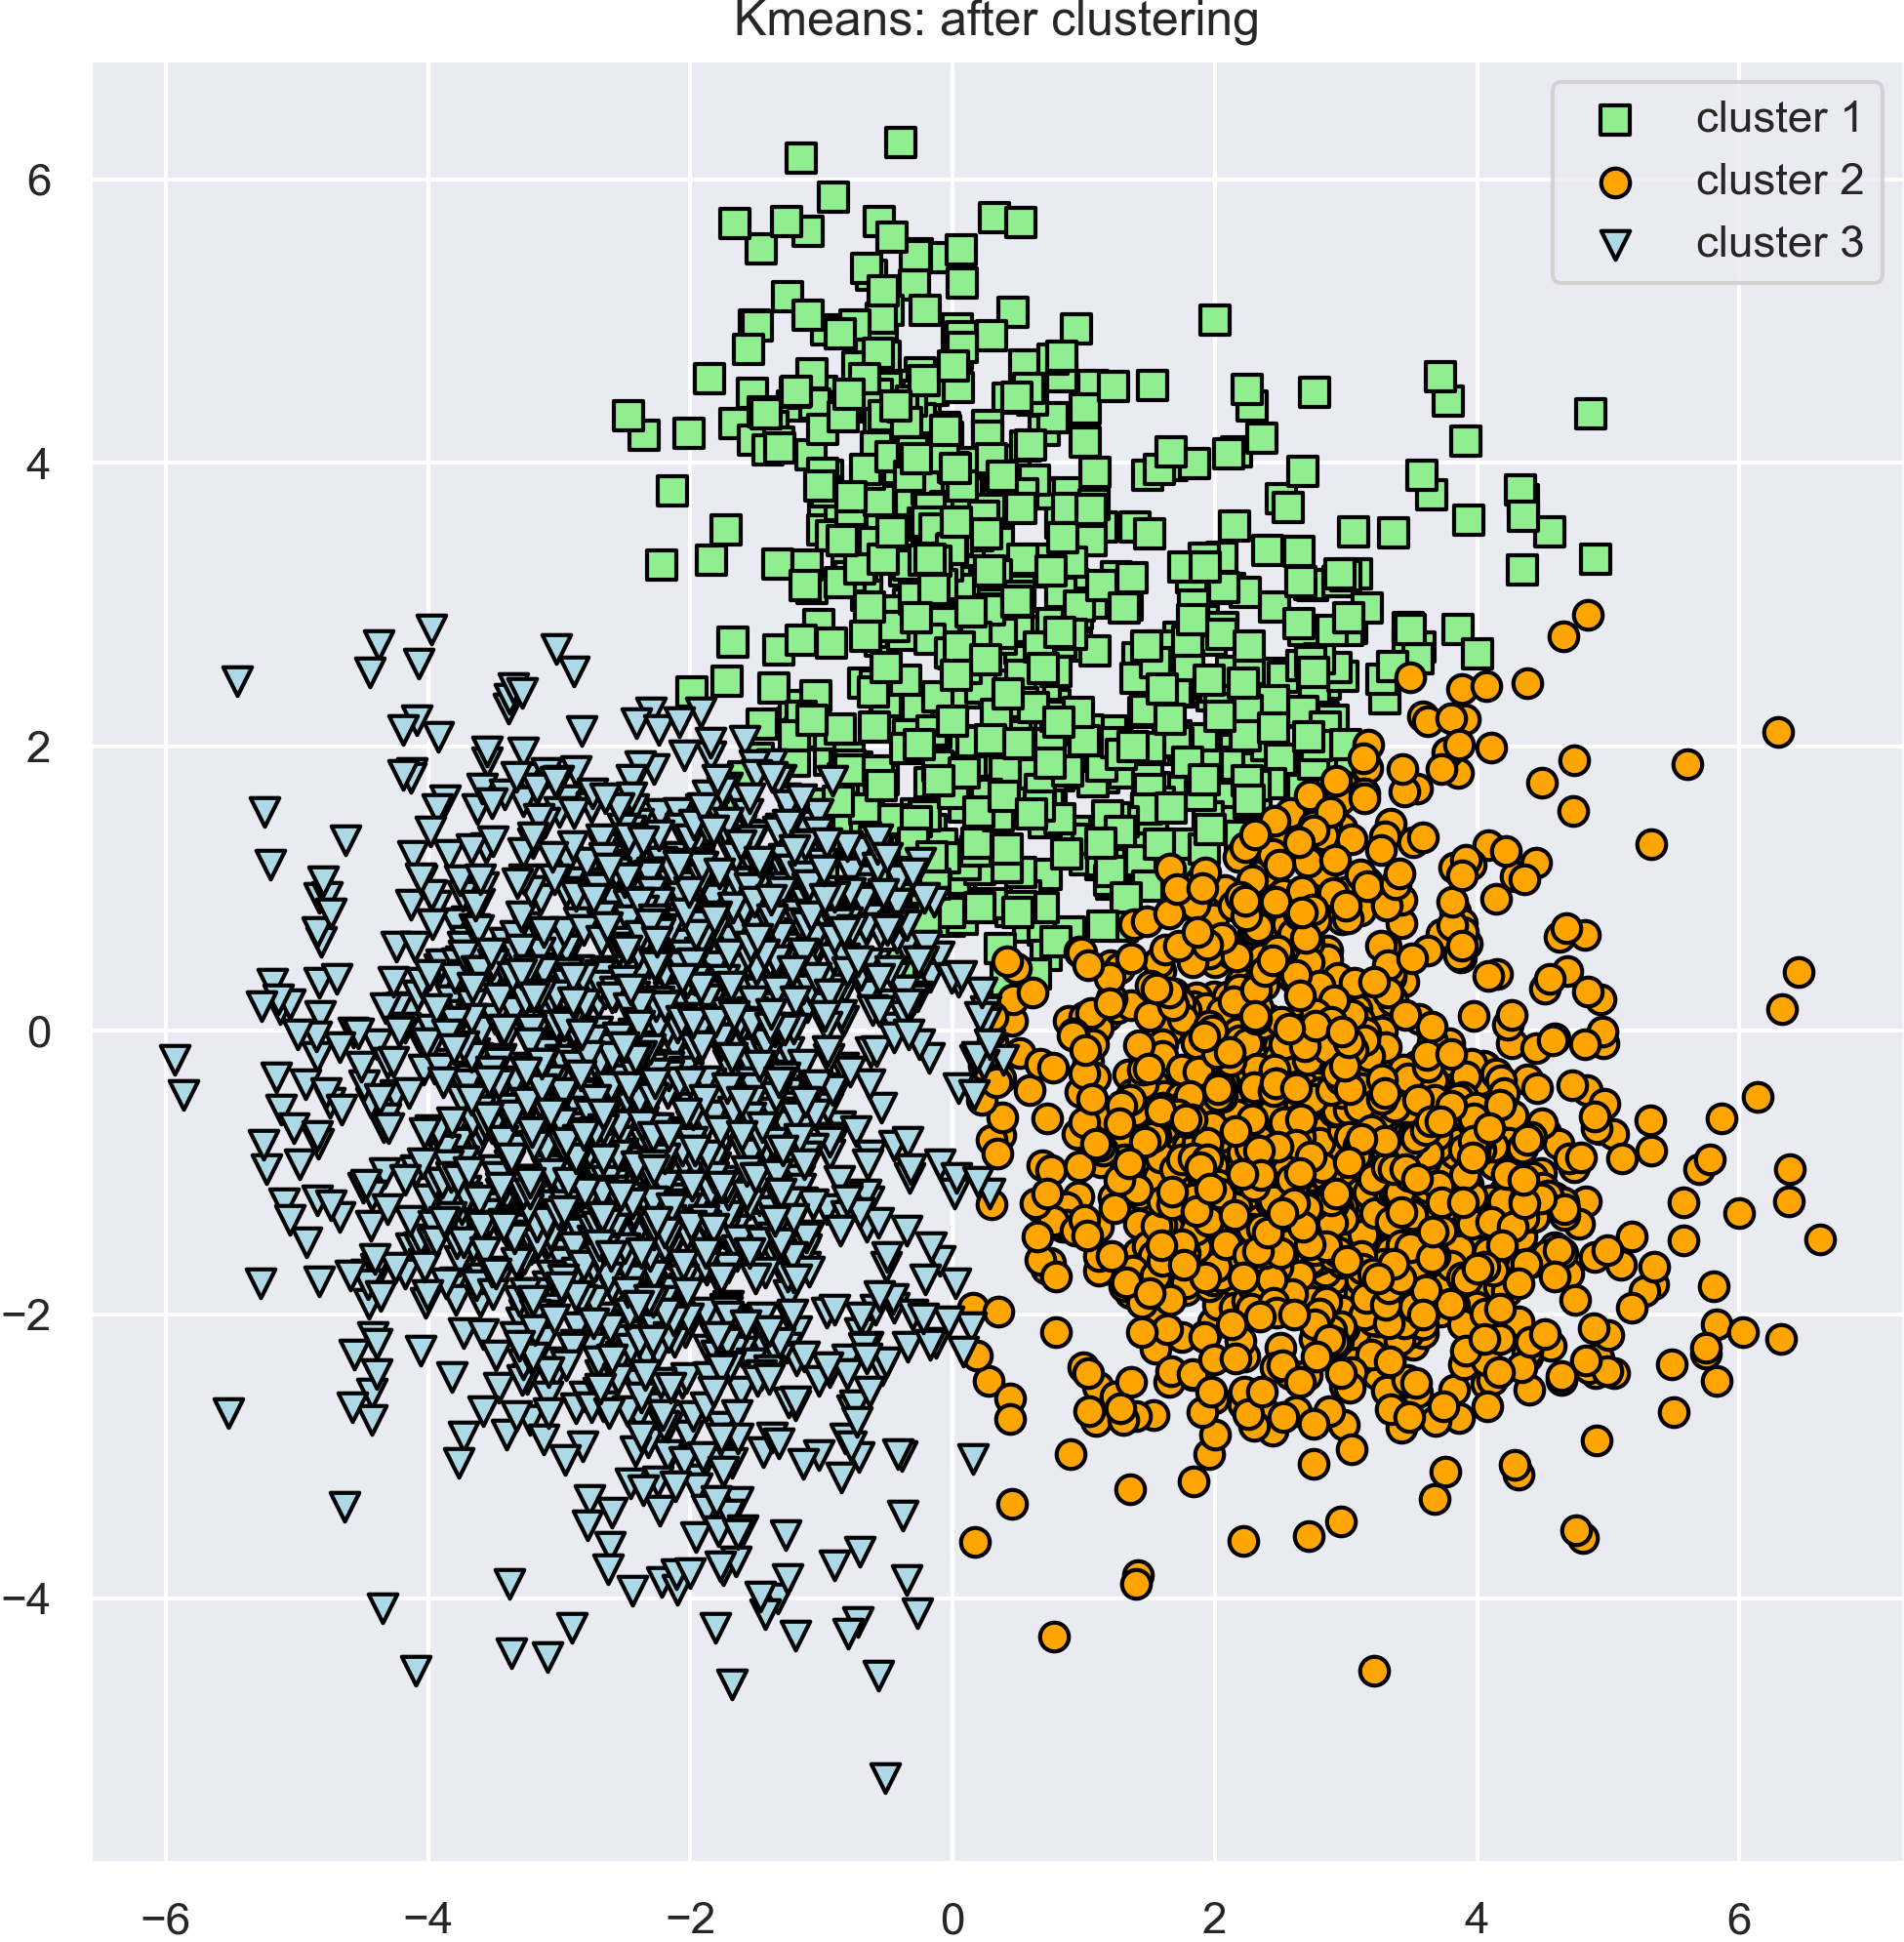 Kmeans: after clustering
cluster 1
cluster 2
cluster 3
6
4
2
0
−2
−4
−6 −4 −2 0 2 4 6